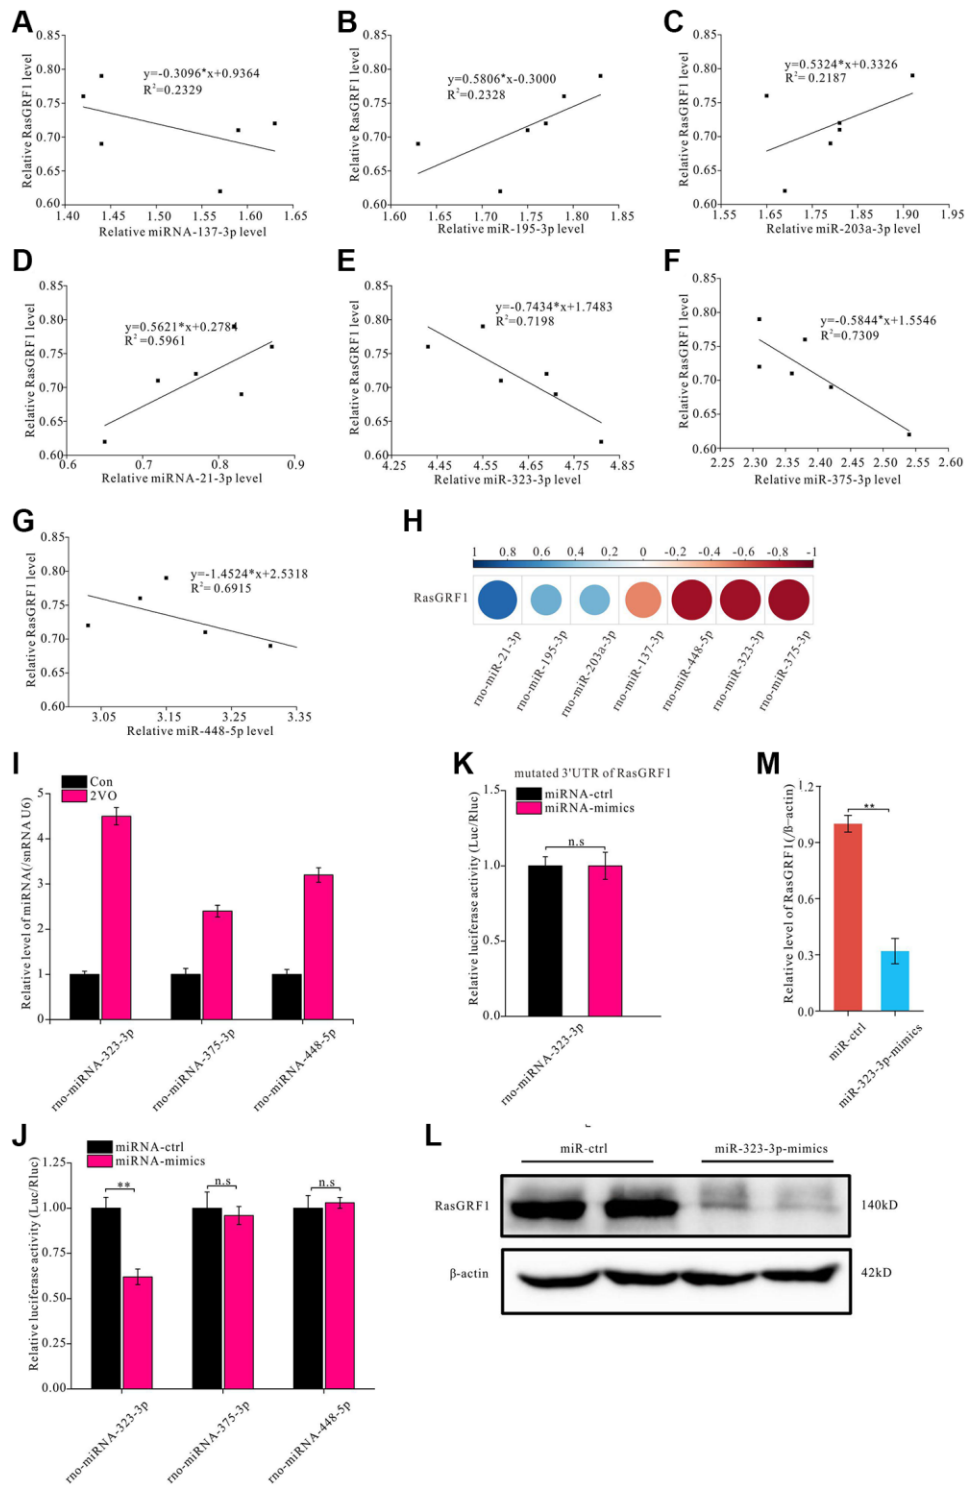 A
Relative RasGRF1 level
0.85
0.80
0.75
0.70
0.65
0.60
y=-0.3096*x+0.9364
R²=0.2329
1.40 1.45 1.50 1.55 1.60 1.65
Relative miRNA-137-3p level
B
Relative RasGRF1 level
0.85
0.80
0.75
0.70
0.65
0.60
y=0.5806*x-0.3000
R²=0.2328
1.60 1.65 1.70 1.75 1.80 1.85
Relative miR-195-3p level
C
Relative RasGRF1 level
0.85
0.80
0.75
0.70
0.65
0.60
y=0.5324*x+0.3326
R²=0.2187
1.55 1.65 1.75 1.85 1.95
Relative miR-203a-3p level
D
Relative RasGRF1 level
0.85
0.80
0.75
0.70
0.65
0.60
y=0.5621*x+0.2784
R²=0.5961
0.6 0.7 0.8 0.9
Relative miRNA-21-3p level
E
Relative RasGRF1 level
0.85
0.80
0.75
0.70
0.65
0.60
y=-0.7434*x+1.7483
R²=0.7198
4.25 4.35 4.45 4.55 4.65 4.75 4.85
Relative miR-323-3p level
F
Relative RasGRF1 level
0.85
0.80
0.75
0.70
0.65
0.60
y=-0.5844*x+1.5546
R²=0.7309
2.25 2.30 2.35 2.40 2.45 2.50 2.55 2.60
Relative miR-375-3p level
G
Relative RasGRF1 level
0.85
0.80
0.75
0.70
0.65
0.60
y=-1.4524*x+2.5318
R²=0.6915
3.05 3.15 3.25 3.35
Relative miR-448-5p level
H
1 0.8 0.6 0.4 0.2 0 -0.2 -0.4 -0.6 -0.8 -1
RasGRF1
rno-miR-21-3p
rno-miR-195-3p
rno-miR-203a-3p
rno-miR-137-3p
rno-miR-448-5p
rno-miR-323-3p
rno-miR-375-3p
I
Con
2VO
Relative level of miRNA(/snRNA U6)
5
4
3
2
1
0
rno-miRNA-323-3p
rno-miRNA-375-3p
rno-miRNA-448-5p
K
mutated 3'UTR of RasGRF1
miRNA-ctrl
miRNA-mimics
Relative luciferase activity (Luc/Rluc)
1.5
1.0
0.5
0.0
n.s
rno-miRNA-323-3p
M
Relative level of RasGRF1(/β-actin)
1.2
0.9
0.6
0.3
0.0
**
miR-ctrl
miR-323-3p-mimics
J
miRNA-ctrl
miRNA-mimics
Relative luciferase activity (Luc/Rluc)
1.25
1.00
0.75
0.50
0.25
0.00
** n.s n.s
rno-miRNA-323-3p
rno-miRNA-375-3p
rno-miRNA-448-5p
L
miR-ctrl miR-323-3p-mimics
RasGRF1 140kD
β-actin 42kD